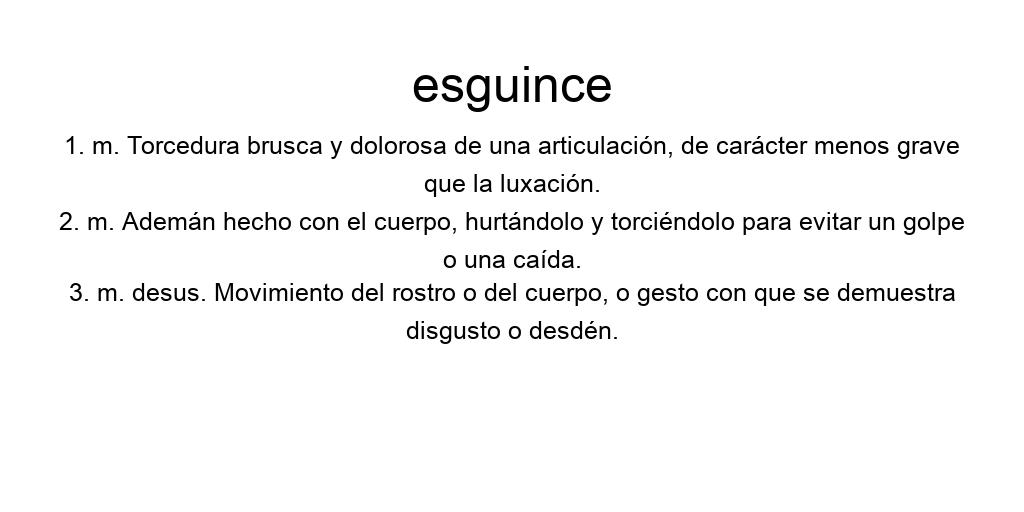 esguince
1. m. Torcedura brusca y dolorosa de una articulación, de carácter menos grave
que la luxación.
2. m. Ademán hecho con el cuerpo, hurtándolo y torciéndolo para evitar un golpe
o una caída.
3. m. desus. Movimiento del rostro o del cuerpo, o gesto con que se demuestra
disgusto o desdén.